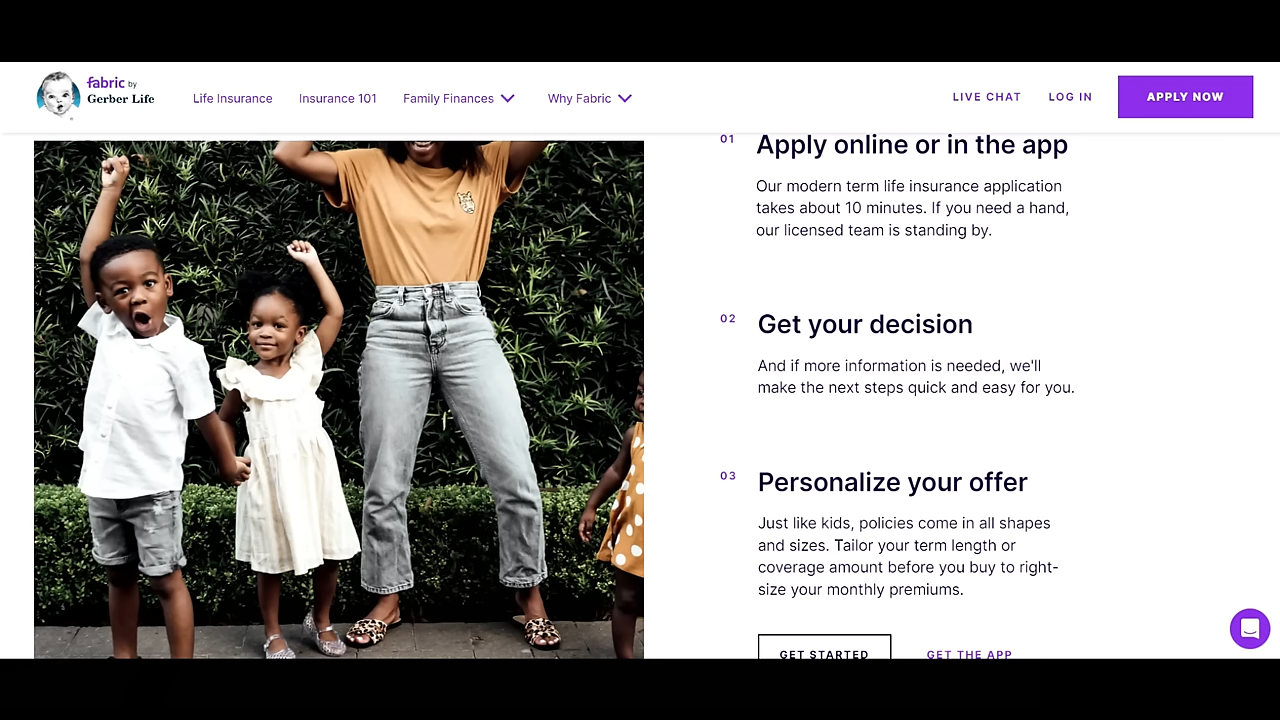 fabric by
Gerber Life
Life Insurance
Insurance 101
Family Finances
Why Fabric
LIVE CHAT
LOG IN
APPLY NOW
01
Apply online or in the app
Our modern term life insurance application
takes about 10 minutes. If you need a hand,
our licensed team is standing by.
02
Get your decision
And if more information is needed, we'll
make the next steps quick and easy for you.
03
Personalize your offer
Just like kids, policies come in all shapes
and sizes. Tailor your term length or
coverage amount before you buy to right-
size your monthly premiums.
GET STARTED
GET THE APP